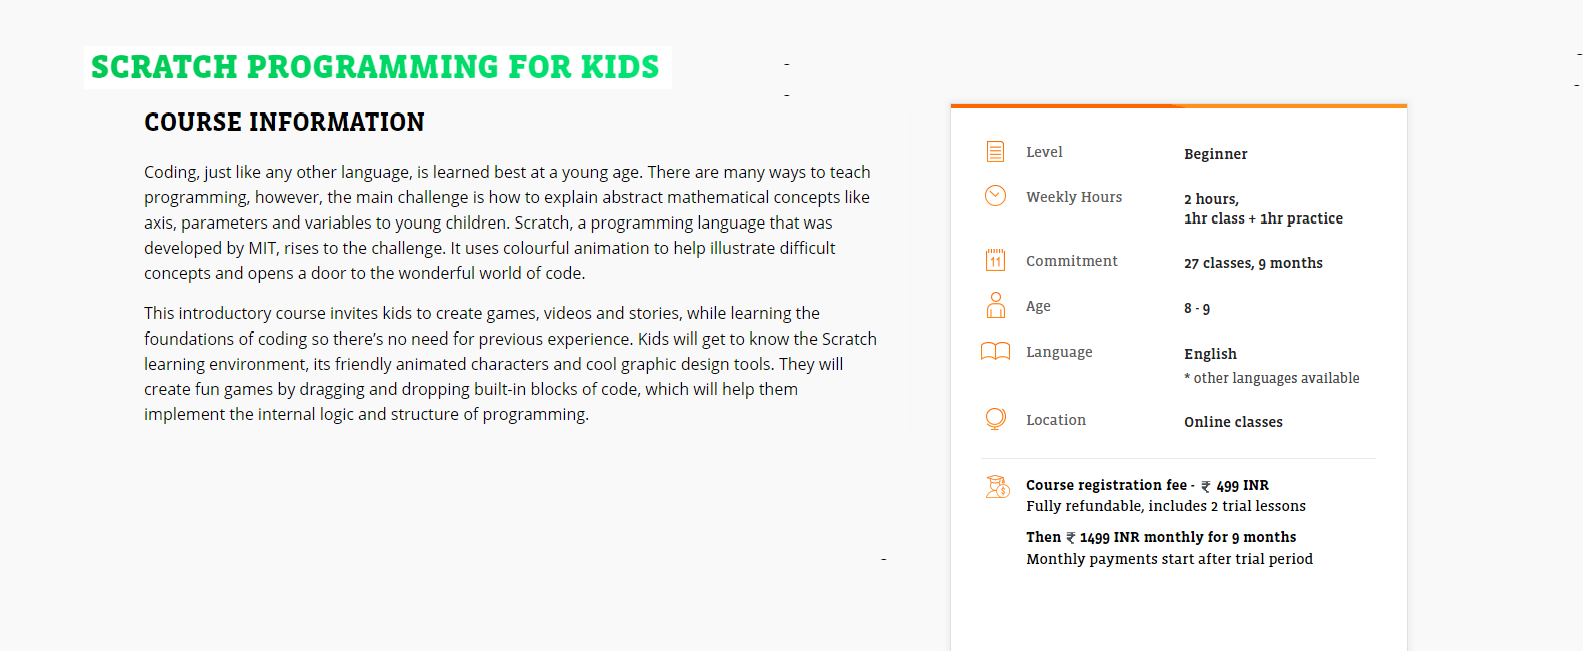 SCRATCH PROGRAMMING FOR KIDS
COURSE INFORMATION
Coding, just like any other language, is learned best at a young age. There are many ways to teach
programming, however, the main challenge is how to explain abstract mathematical concepts like
axis, parameters and variables to young children. Scratch, a programming language that was
developed by MIT, rises to the challenge. It uses colourful animation to help illustrate difficult
concepts and opens a door to the wonderful world of code.
This introductory course invites kids to create games, videos and stories, while learning the
foundations of coding so there’s no need for previous experience. Kids will get to know the Scratch
learning environment, its friendly animated characters and cool graphic design tools. They will
create fun games by dragging and dropping built-in blocks of code, which will help them
implement the internal logic and structure of programming.
Level Beginner
Weekly Hours 2 hours,
1hr class + 1hr practice
11 Commitment 27 classes, 9 months
Age 8 - 9
Language English
* other languages available
Location Online classes
Course registration fee - ₹ 499 INR
Fully refundable, includes 2 trial lessons
Then ₹ 1499 INR monthly for 9 months
Monthly payments start after trial period